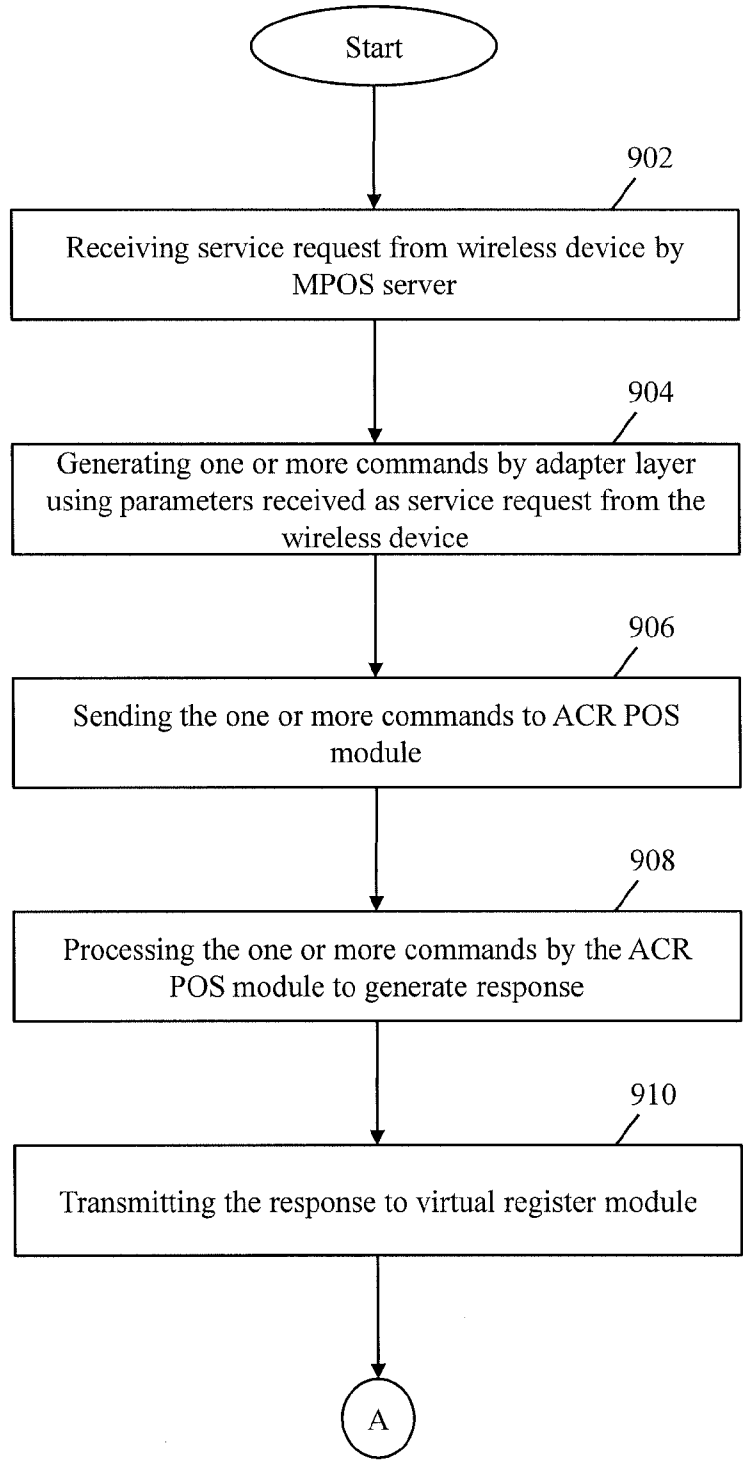 Start
902
Receiving service request from wireless device by
MPOS server
904
Generating one or more commands by adapter layer
using parameters received as service request from the
wireless device
906
Sending the one or more commands to ACR POS
module
908
Processing the one or more commands by the ACR
POS module to generate response
910
Transmitting the response to virtual register module
A